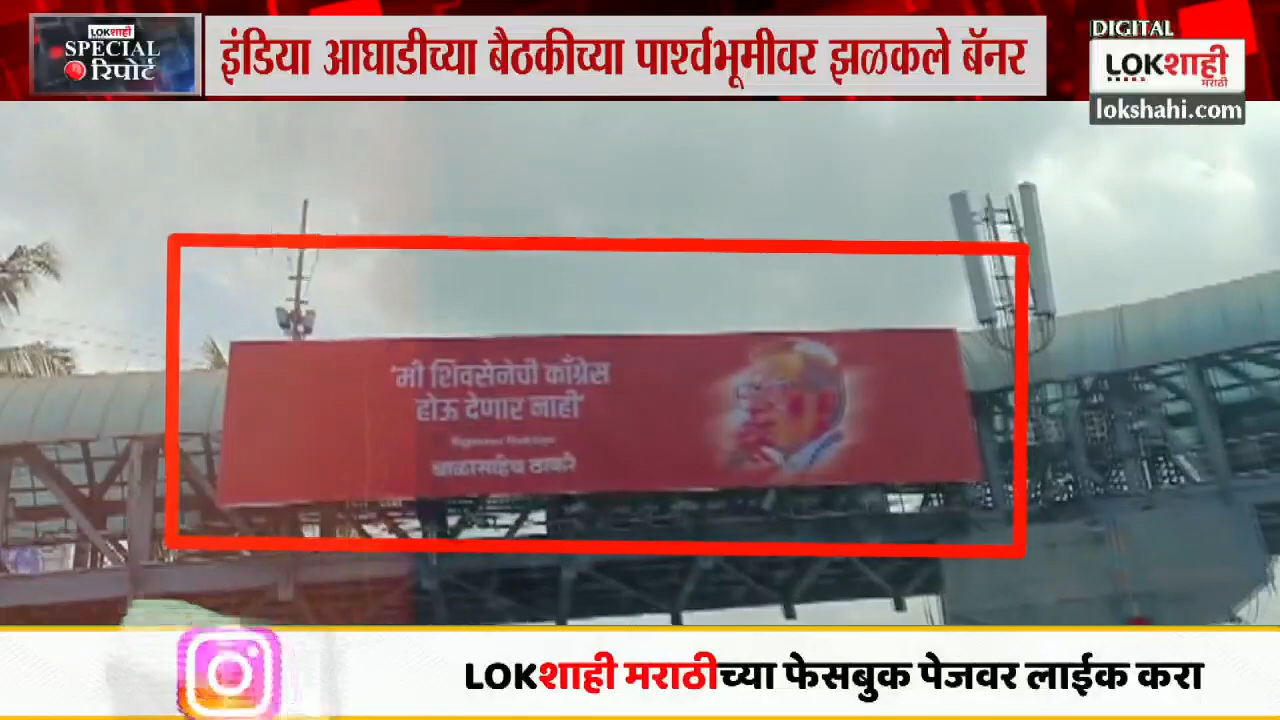 LOKशाही
SPECIAL
रिपोर्ट
इंडिया आघाडीच्या बैठकीच्या पार्श्वभूमीवर झळकले बॅनर
DIGITAL
LOKशाही
मराठी
lokshahi.com
'मी शिवसेनेची काँग्रेस
होऊ देणार नाही'
बाळासाहेब ठाकरे
LOKशाही मराठीच्या फेसबुक पेजवर लाईक करा